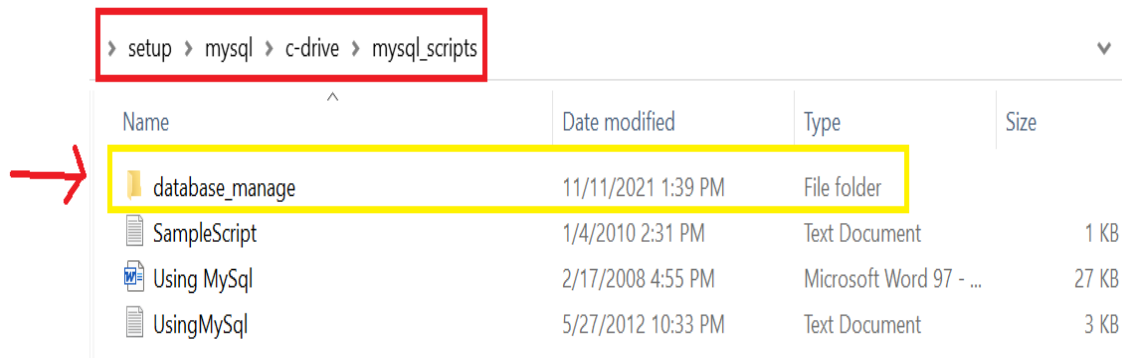 setup > mysql > c-drive > mysql_scripts
Name Date modified Type Size
database_manage 11/11/2021 1:39 PM File folder
SampleScript 1/4/2010 2:31 PM Text Document 1 KB
Using MySql 2/17/2008 4:55 PM Microsoft Word 97 - ... 27 KB
UsingMySql 5/27/2012 10:33 PM Text Document 3 KB